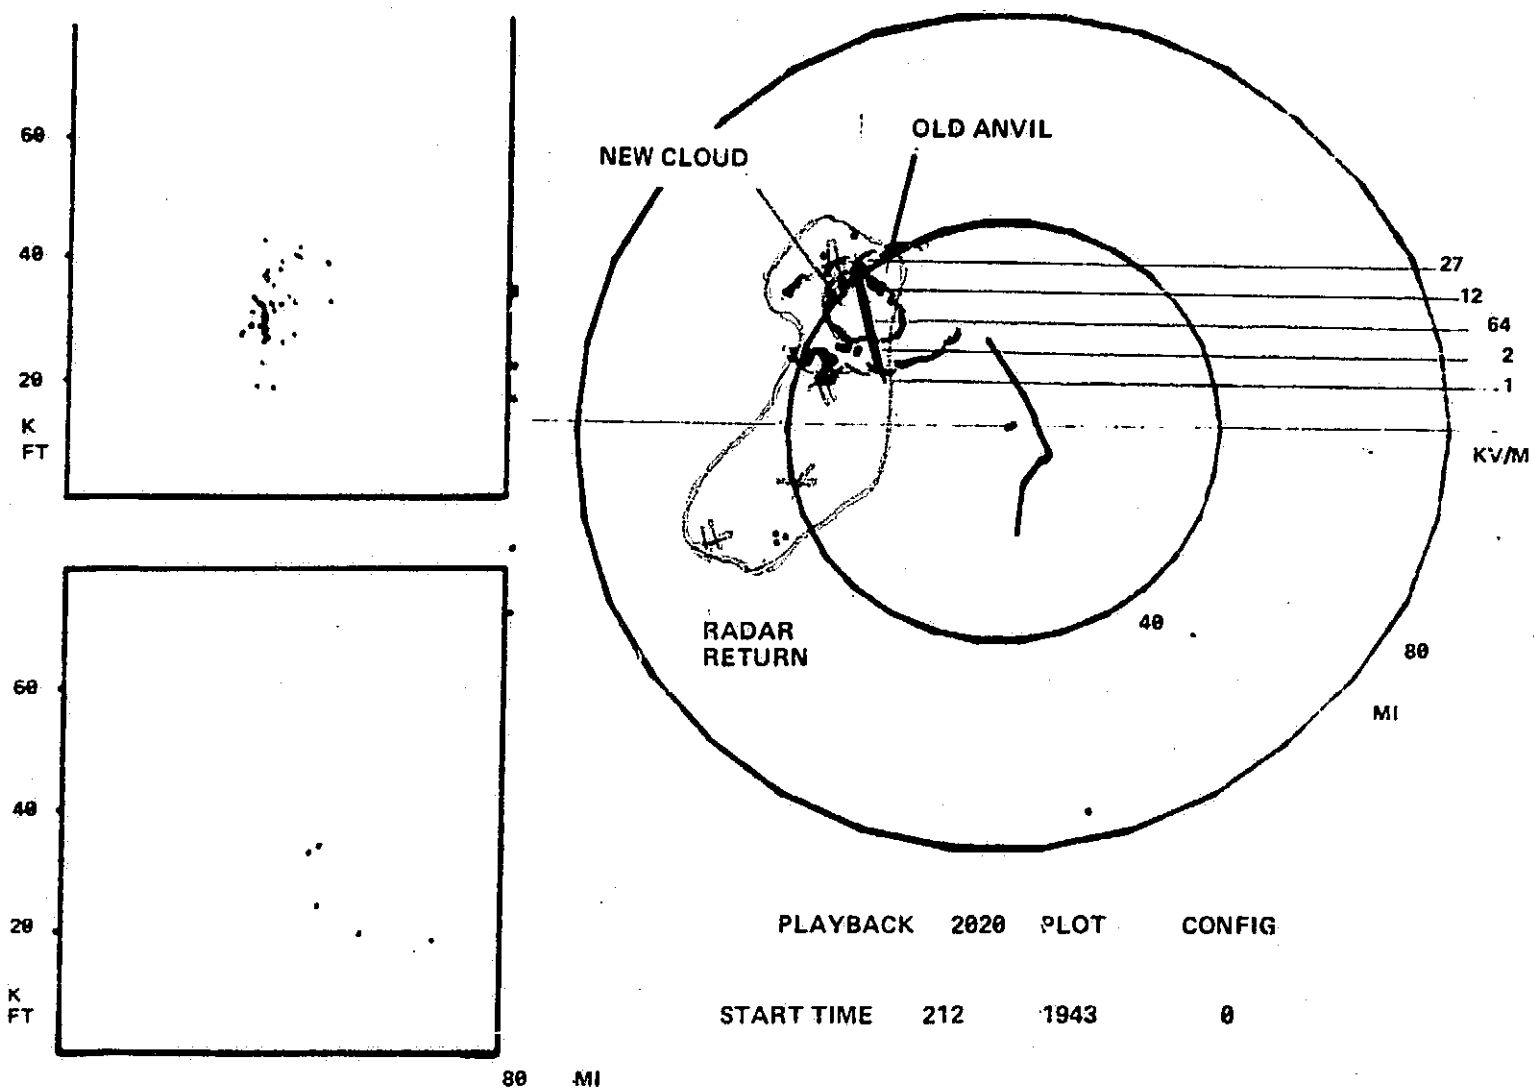 60
40
20
K
FT
NEW CLOUD
OLD ANVIL
27
12
64
2
1
KV/M
40
80
MI
RADAR
RETURN
60
40
20
K
FT
80 MI
PLAYBACK 2020 PLOT CONFIG
START TIME 212 1943 0